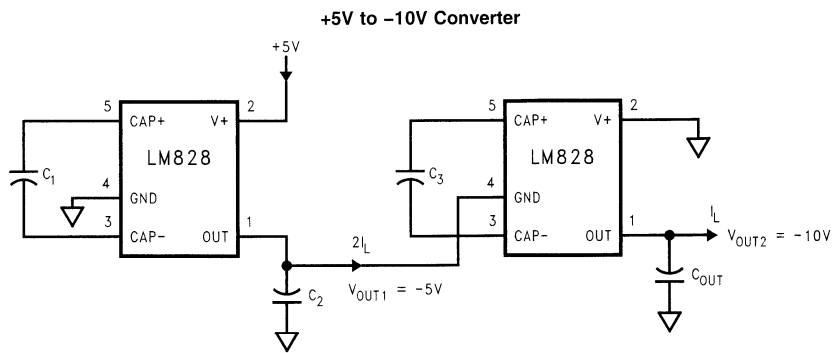 +5V to −10V Converter
+5V
5 CAP+ V+ 2
LM828
C1
4 GND
3 CAP- OUT 1
C2
2IL
VOUT1 = -5V
5 CAP+ V+ 2
LM828
C3
4 GND
3 CAP- OUT 1
IL
VOUT2 = -10V
COUT